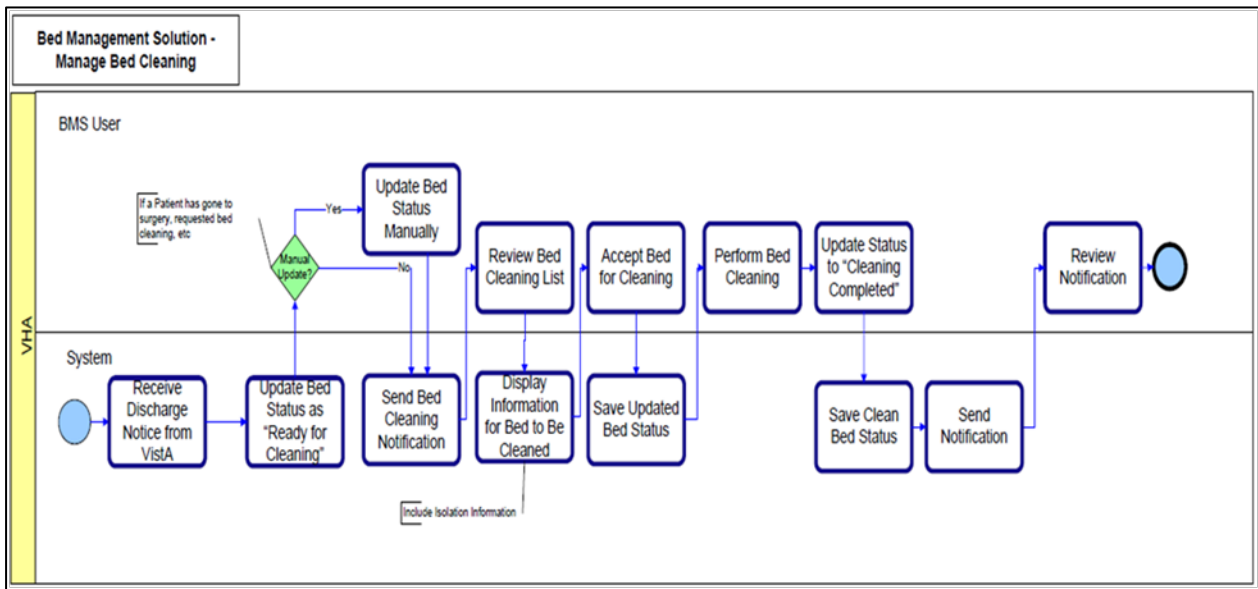 Bed Management Solution -
Manage Bed Cleaning
VHA
BMS User
If a Patient has gone to
surgery, requested bed
cleaning, etc
Manual
Update?
Yes
No
Update Bed
Status
Manually
Review Bed
Cleaning List
Accept Bed
for Cleaning
Perform Bed
Cleaning
Update Status
to “Cleaning
Completed”
Review
Notification
System
Receive
Discharge
Notice from
VistA
Update Bed
Status as
“Ready for
Cleaning”
Send Bed
Cleaning
Notification
Display
Information
for Bed to Be
Cleaned
Save Updated
Bed Status
Save Clean
Bed Status
Send
Notification
Include Isolation Information